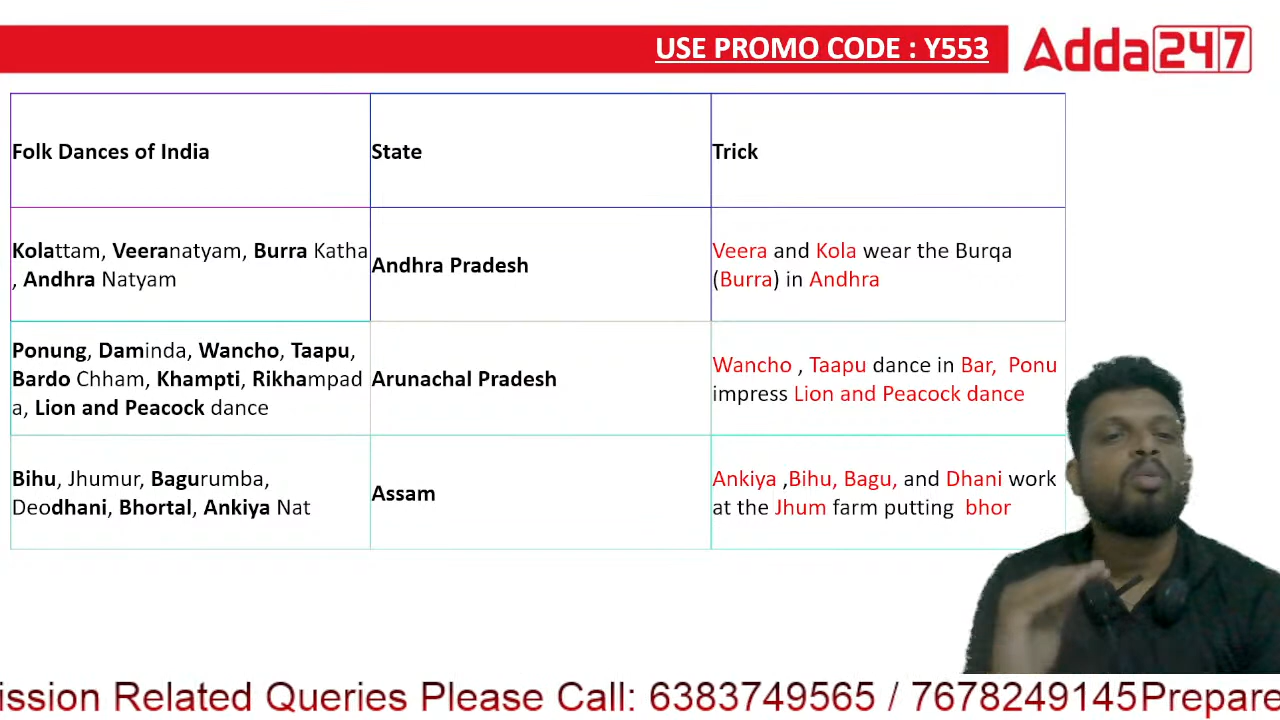 USE PROMO CODE : Y553
Adda247
Folk Dances of India
State
Trick
Kolattam, Veeranatyam, Burra Katha
, Andhra Natyam
Andhra Pradesh
Veera and Kola wear the Burqa
(Burra) in Andhra
Ponung, Daminda, Wancho, Taapu,
Bardo Chham, Khampti, Rikhampad
a, Lion and Peacock dance
Arunachal Pradesh
Wancho , Taapu dance in Bar, Ponu
impress Lion and Peacock dance
Bihu, Jhumur, Bagurumba,
Deodhani, Bhortal, Ankiya Nat
Assam
Ankiya ,Bihu, Bagu, and Dhani work
at the Jhum farm putting bhor
ission Related Queries Please Call: 6383749565 / 7678249145Prepare